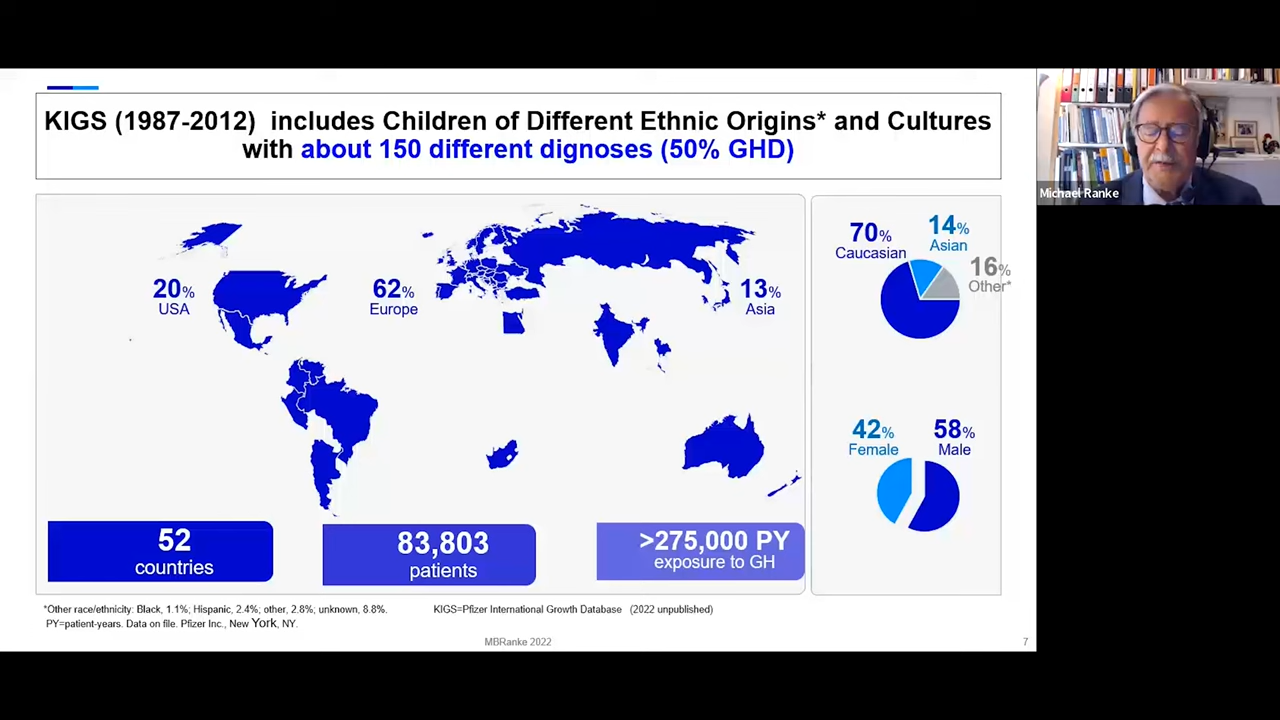 KIGS (1987-2012) includes Children of Different Ethnic Origins* and Cultures
with about 150 different dignoses (50% GHD)
20%
USA
62%
Europe
13%
Asia
52
countries
83,803
patients
>275,000 PY
exposure to GH
70%
Caucasian
14%
Asian
16%
Other*
42%
Female
58%
Male
*Other race/ethnicity: Black, 1.1%; Hispanic, 2.4%; other, 2.8%; unknown, 8.8%.
KIGS=Pfizer International Growth Database (2022 unpublished)
PY=patient-years. Data on file. Pfizer Inc., New York, NY.
MBRanke 2022
7
Michael Ranke